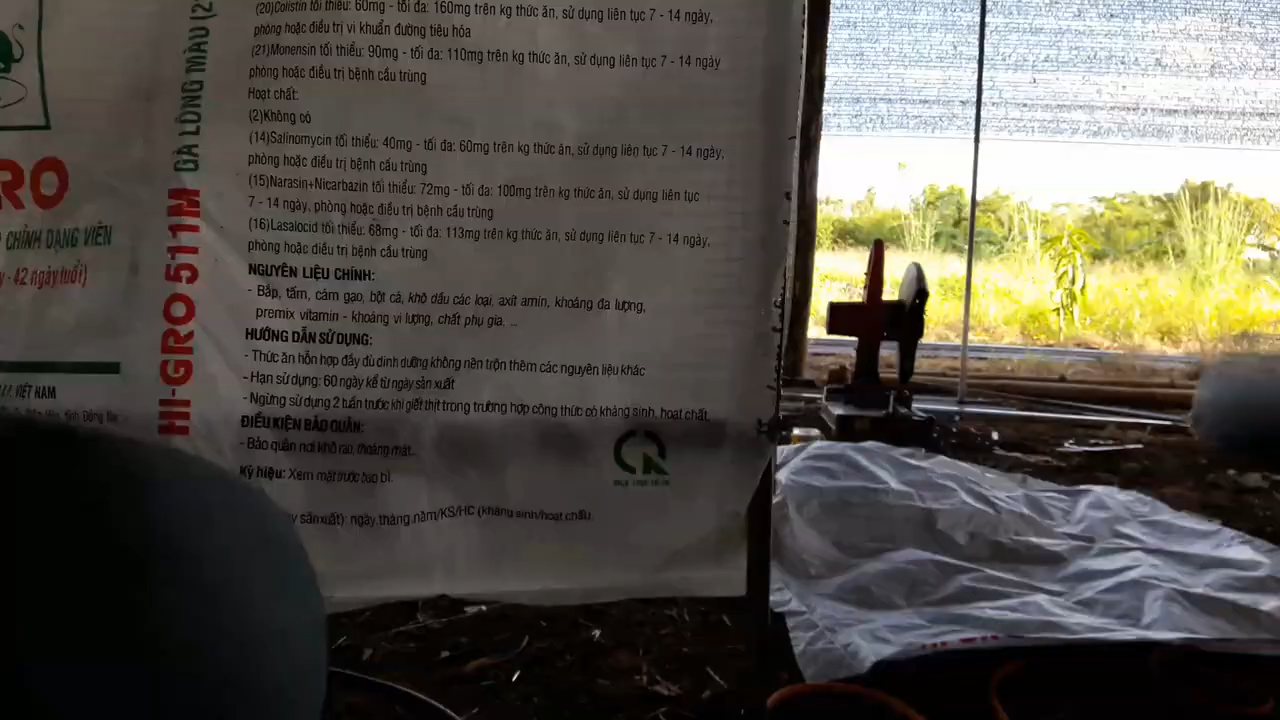 RO
CHỈNH DẠNG VIÊN
- 42 ngày tuổi)
VIỆT NAM
HI-GRO 511M GÀ LÔNG MÀU (2
(20)Colistin tối thiểu: 60mg - tối đa: 160mg trên kg thức ăn, sử dụng liên tục 7 - 14 ngày,
phòng hoặc điều trị vi khuẩn đường tiêu hóa
(21)Monensin tối thiểu: 90mg - tối đa: 110mg trên kg thức ăn, sử dụng liên tục 7 - 14 ngày
phòng hoặc điều trị bệnh cầu trùng
Hoạt chất:
(2)Không có
(14)Salinomycin tối thiểu: 40mg - tối đa: 60mg trên kg thức ăn, sử dụng liên tục 7 - 14 ngày,
phòng hoặc điều trị bệnh cầu trùng
(15)Narasin+Nicarbazin tối thiểu: 72mg - tối đa: 100mg trên kg thức ăn, sử dụng liên tục
7 - 14 ngày, phòng hoặc điều trị bệnh cầu trùng
(16)Lasalocid tối thiểu: 68mg - tối đa: 113mg trên kg thức ăn, sử dụng liên tục 7 - 14 ngày,
phòng hoặc điều trị bệnh cầu trùng
NGUYÊN LIỆU CHÍNH:
- Bắp, tấm, cám gạo, bột cá, khô dầu các loại, axít amin, khoáng đa lượng,
premix vitamin - khoáng vi lượng, chất phụ gia, ...
HƯỚNG DẪN SỬ DỤNG:
- Thức ăn hỗn hợp đầy đủ dinh dưỡng không nên trộn thêm các nguyên liệu khác
- Hạn sử dụng: 60 ngày kể từ ngày sản xuất
- Ngừng sử dụng 2 tuần trước khi giết thịt trong trường hợp công thức có kháng sinh, hoạt chất.
ĐIỀU KIỆN BẢO QUẢN:
- Bảo quản nơi khô ráo, thoáng mát.
Ký hiệu: Xem mặt trước bao bì.
sản xuất): ngày.tháng.năm/KS/HC (kháng sinh/hoạt chất).